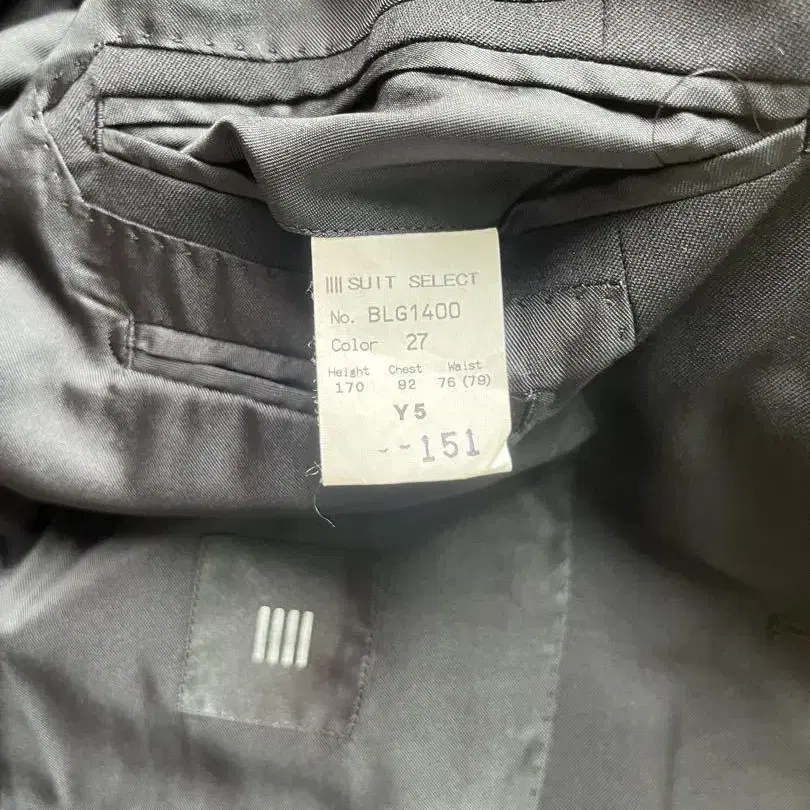 SUIT SELECT
No. BLG1400
Color 27
Height Chest Waist
170 92 76 (79)
Y5
--151